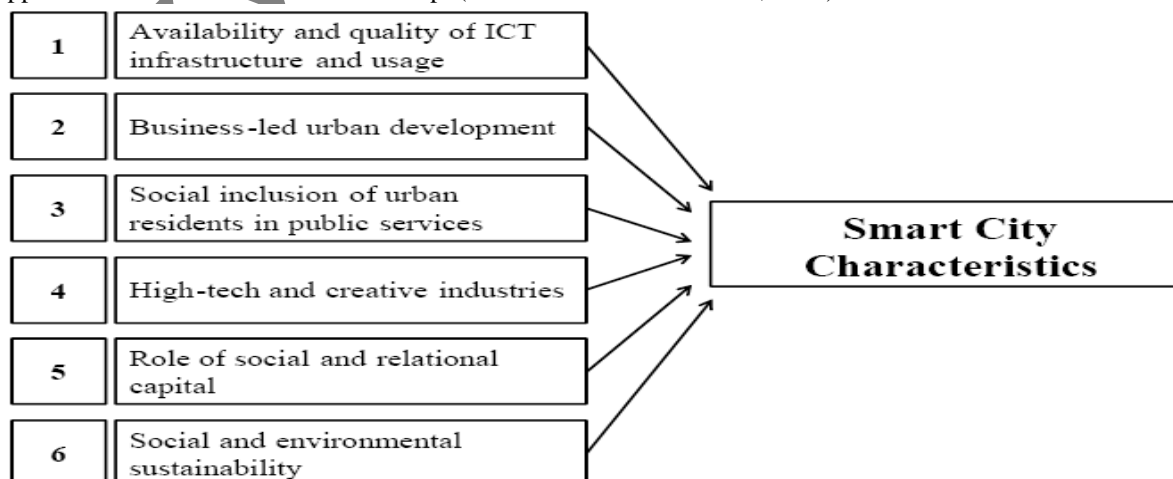 1
Availability and quality of ICT
infrastructure and usage
2
Business-led urban development
3
Social inclusion of urban
residents in public services
4
High-tech and creative industries
5
Role of social and relational
capital
6
Social and environmental
sustainability
Smart City
Characteristics